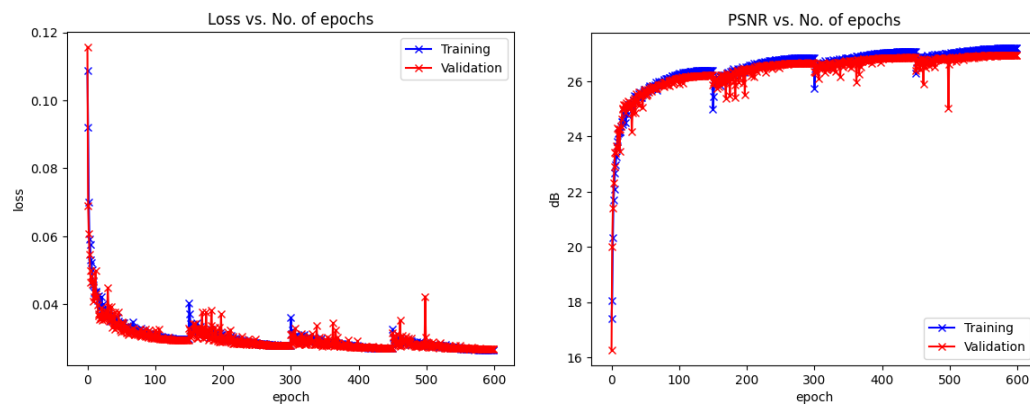 Loss vs. No. of epochs
0.12
0.10
0.08
0.06
0.04
loss
0 100 200 300 400 500 600
epoch
Training
Validation
PSNR vs. No. of epochs
26
24
22
20
18
16
dB
0 100 200 300 400 500 600
epoch
Training
Validation